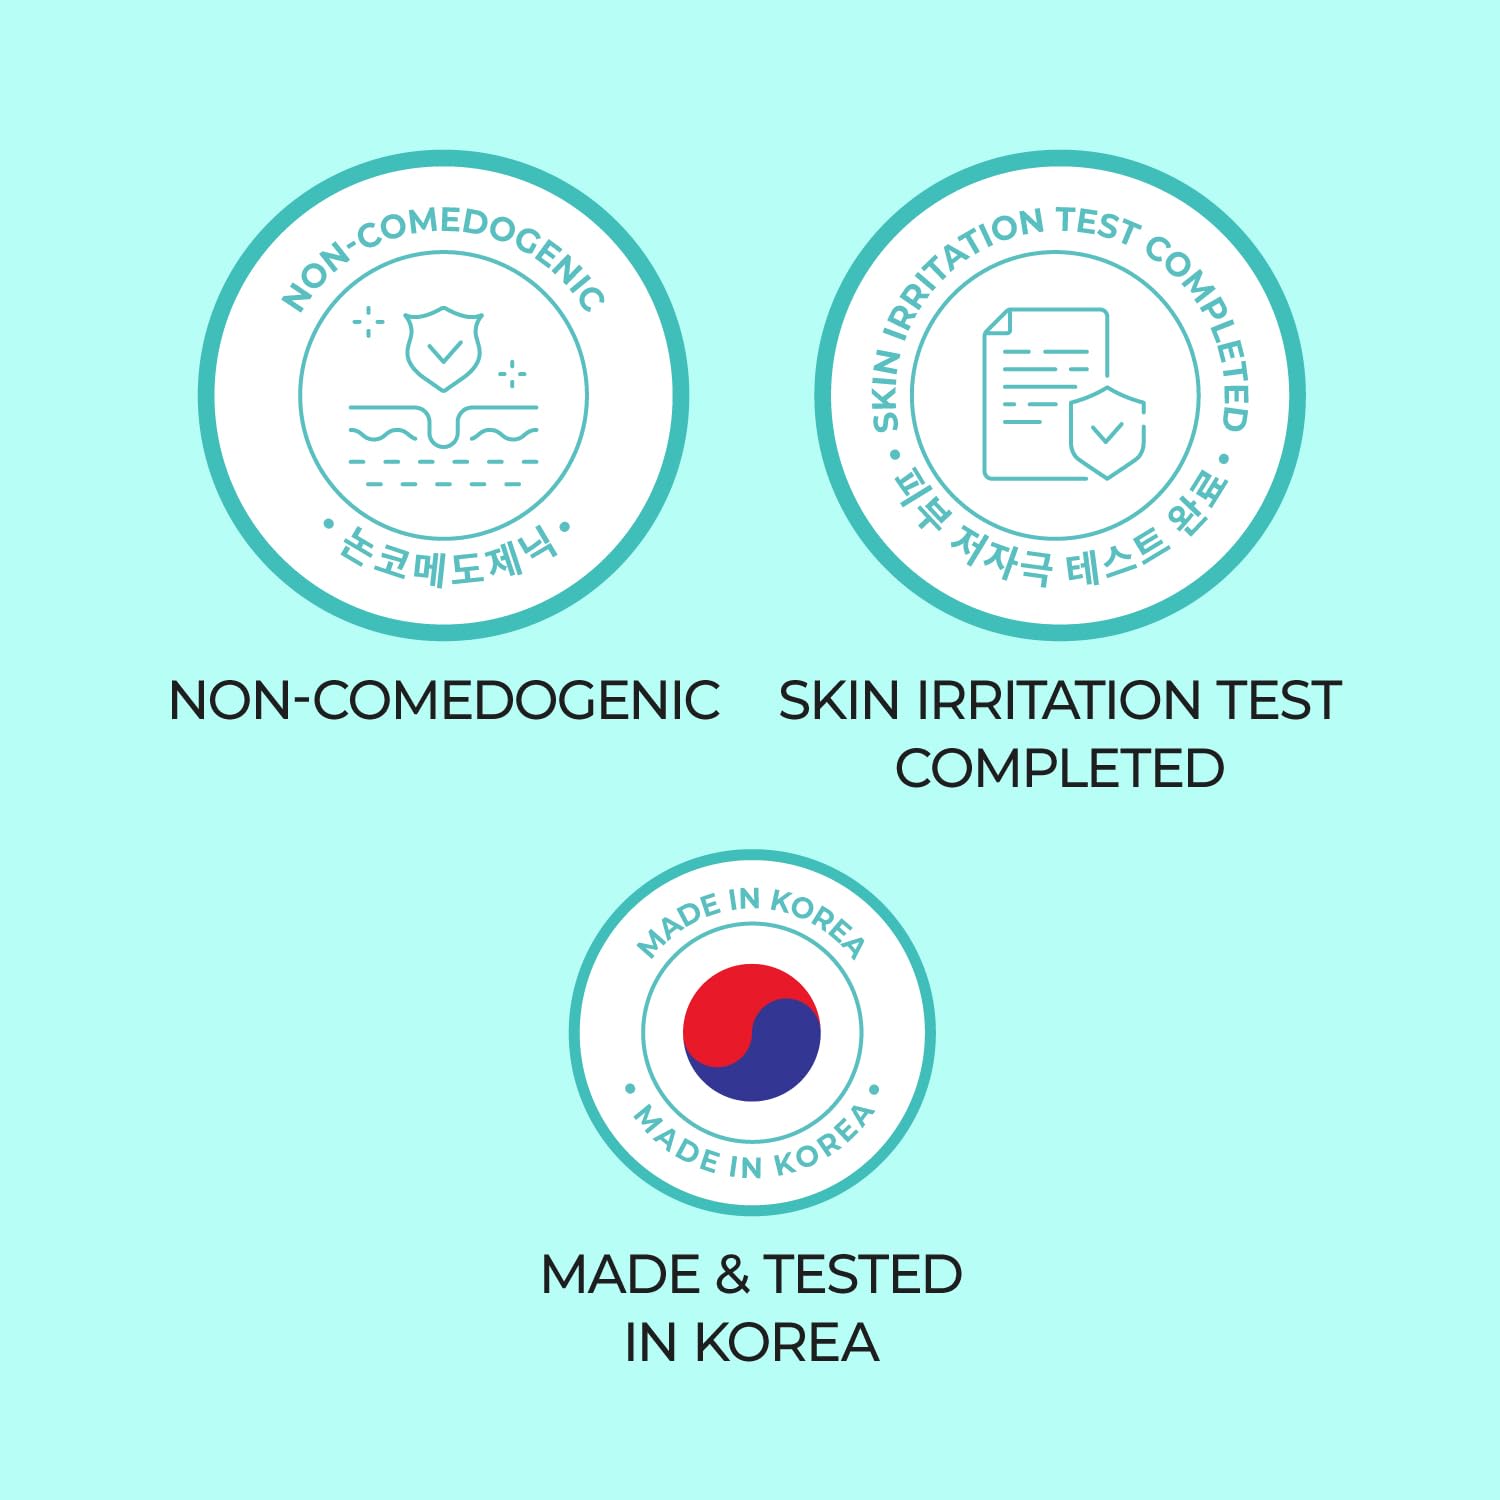 NON-COMEDOGENIC
• 논코메도제닉 •
NON-COMEDOGENIC
SKIN IRRITATION TEST COMPLETED
• 피부 저자극 테스트 완료 •
SKIN IRRITATION TEST
COMPLETED
MADE IN KOREA
• MADE IN KOREA •
MADE & TESTED
IN KOREA